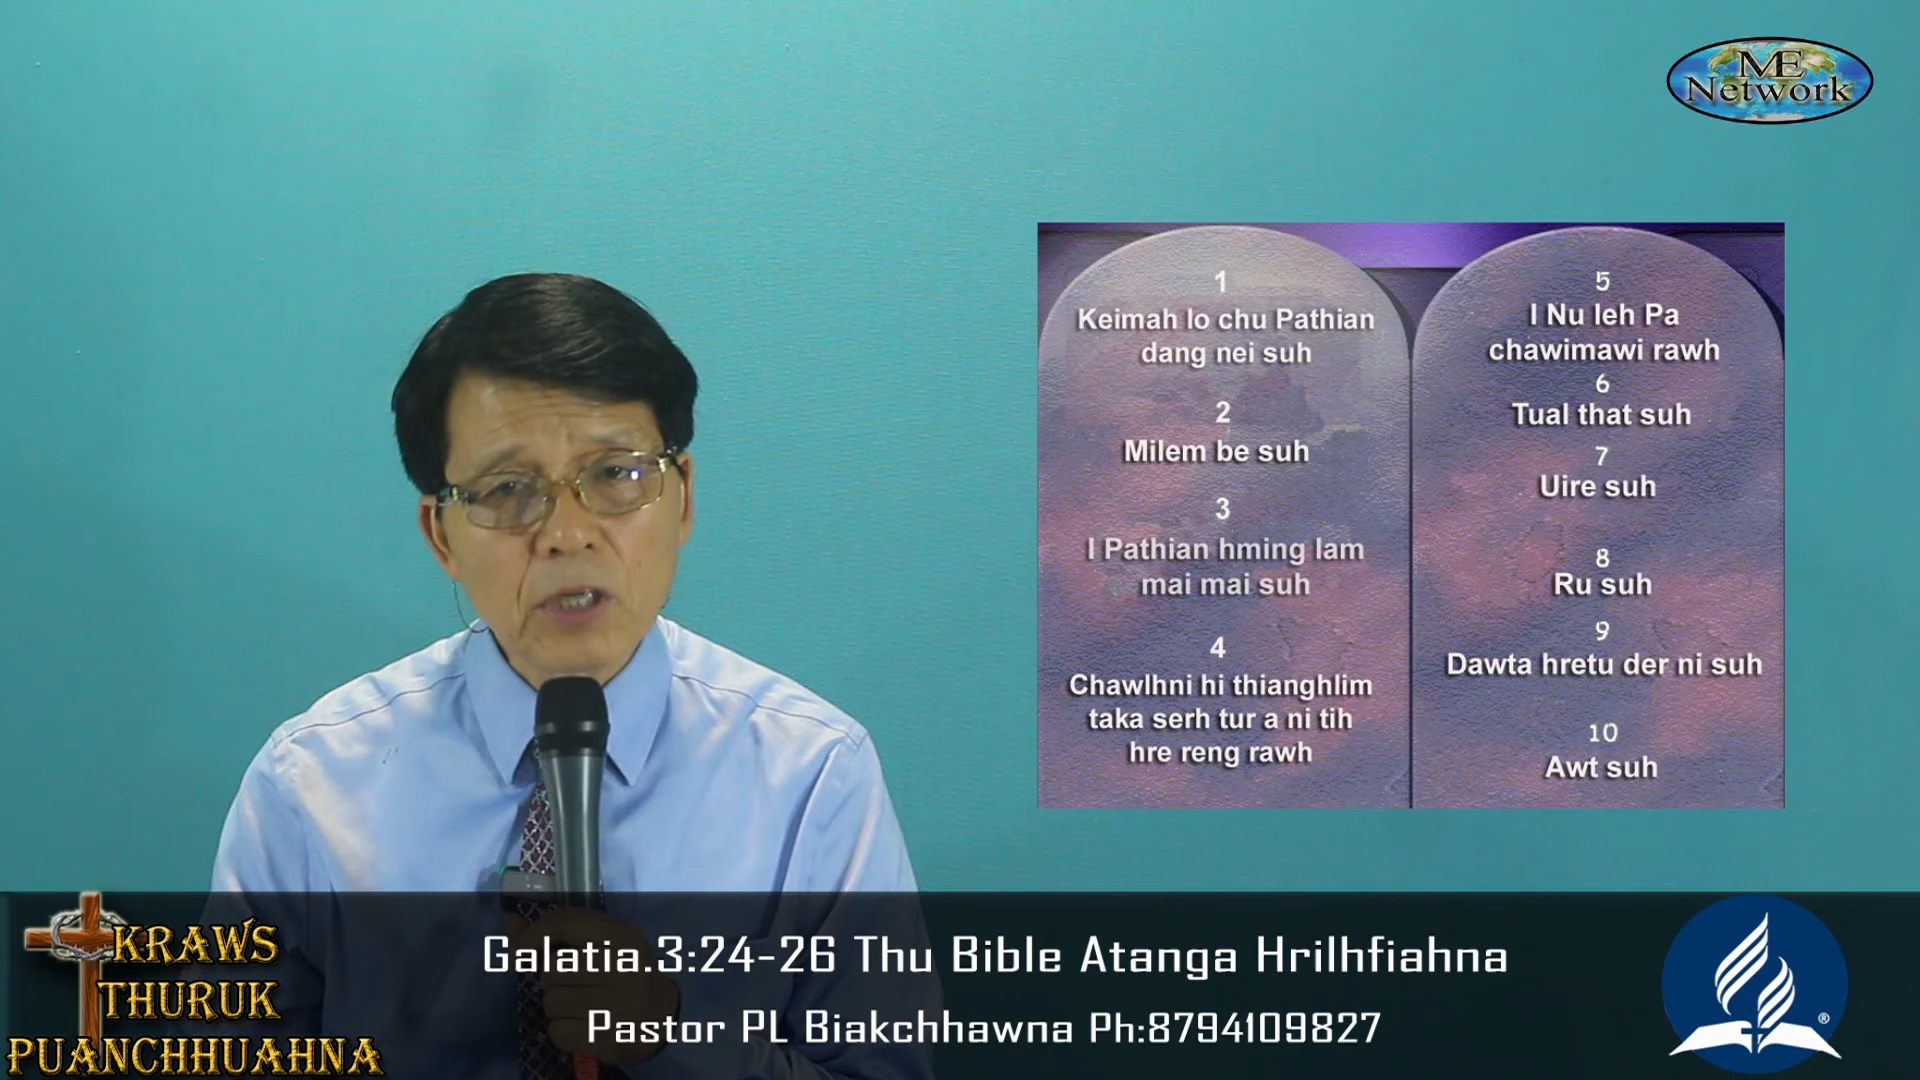 ME
Network
1
Keimah lo chu Pathian
dang nei suh
2
Milem be suh
3
I Pathian hming lam
mai mai suh
4
Chawlhni hi thianghlim
taka serh tur a ni tih
hre reng rawh
5
I Nu leh Pa
chawimawi rawh
6
Tual that suh
7
Uire suh
8
Ru suh
9
Dawta hretu der ni suh
10
Awt suh
KRAWS
THURUK
PUANCHHUAHNA
Galatia.3:24-26 Thu Bible Atanga Hrilhfiahna
Pastor PL Biakchhawna Ph:8794109827
®